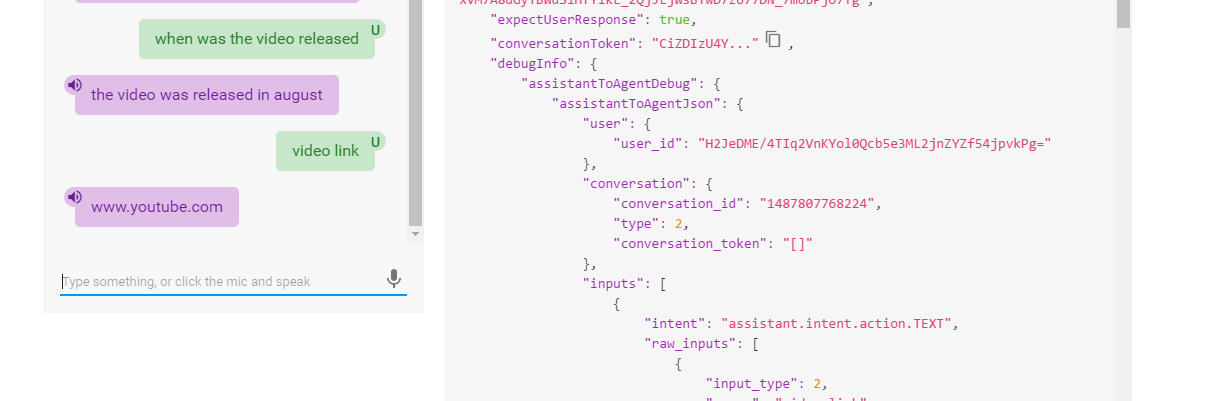 when was the video released
U
the video was released in august
video link
U
www.youtube.com
Type something, or click the mic and speak
"expectUserResponse": true,
"conversationToken": "CiZDIzU4Y..." ,
"debugInfo": {
"assistantToAgentDebug": {
"assistantToAgentJson": {
"user": {
"user_id": "H2JeDME/4TIq2VnKYol0Qcb5e3ML2jnZYZf54jpvkPg="
},
"conversation": {
"conversation_id": "1487807768224",
"type": 2,
"conversation_token": "[]"
},
"inputs": [
{
"intent": "assistant.intent.action.TEXT",
"raw_inputs": [
{
"input_type": 2,